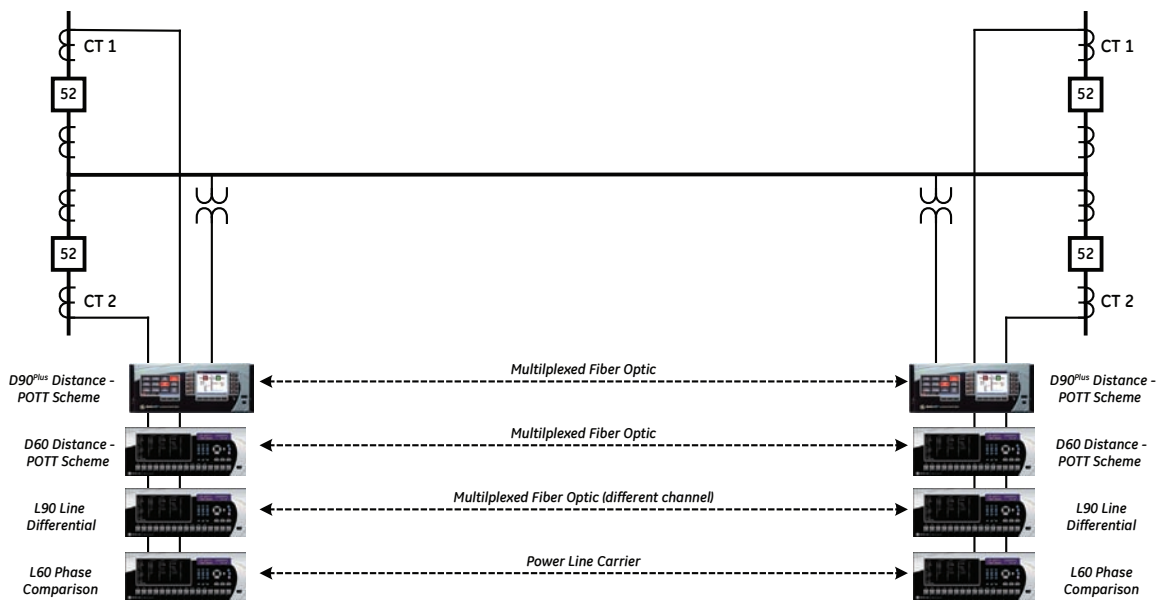 CT 1
CT 1
52
52
52
52
CT 2
CT 2
D90Plus Distance -
POTT Scheme
Multilplexed Fiber Optic
D90Plus Distance -
POTT Scheme
D60 Distance -
POTT Scheme
Multilplexed Fiber Optic
D60 Distance -
POTT Scheme
L90 Line
Differential
Multilplexed Fiber Optic (different channel)
L90 Line
Differential
L60 Phase
Comparison
Power Line Carrier
L60 Phase
Comparison